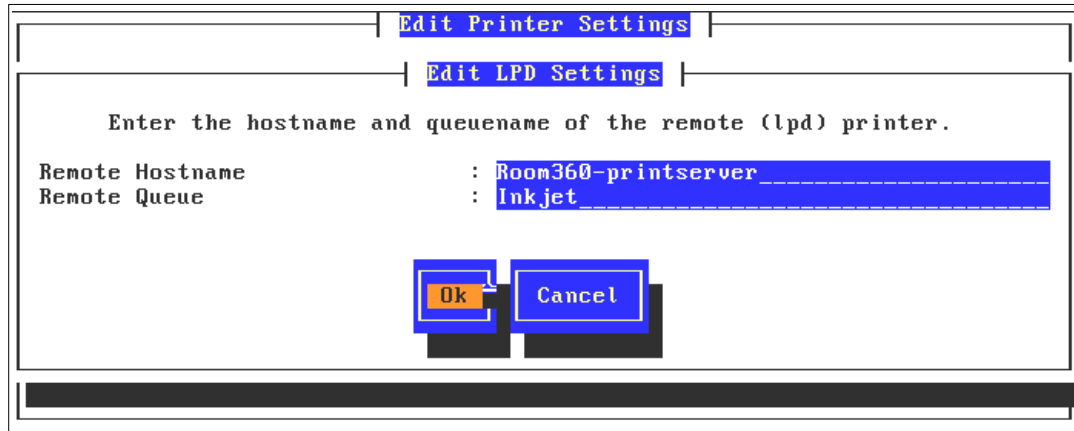 Edit Printer Settings
Edit LPD Settings
Enter the hostname and queuename of the remote (lpd) printer.
Remote Hostname : Room360-printserver
Remote Queue : Inkjet
Ok Cancel